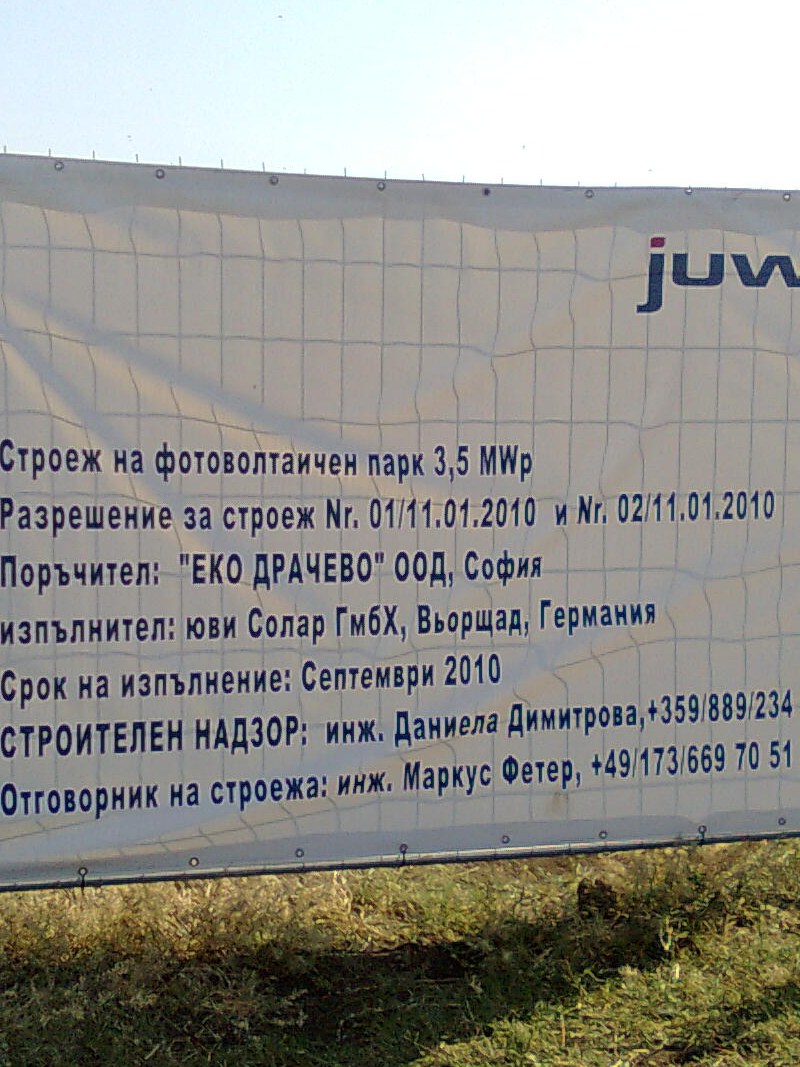 juw
Строеж на фотоволтаичен парк 3,5 MWp
Разрешение за строеж Nr. 01/11.01.2010 и Nr. 02/11.01.2010
Поръчител: "ЕКО ДРАЧЕВО" ООД, София
изпълнител: юви Солар ГмбХ, Вьорщад, Германия
Срок на изпълнение: Септември 2010
СТРОИТЕЛЕН НАДЗОР: инж. Даниела Димитрова,+359/889/234
Отговорник на строежа: инж. Маркус Фетер, +49/173/669 70 51